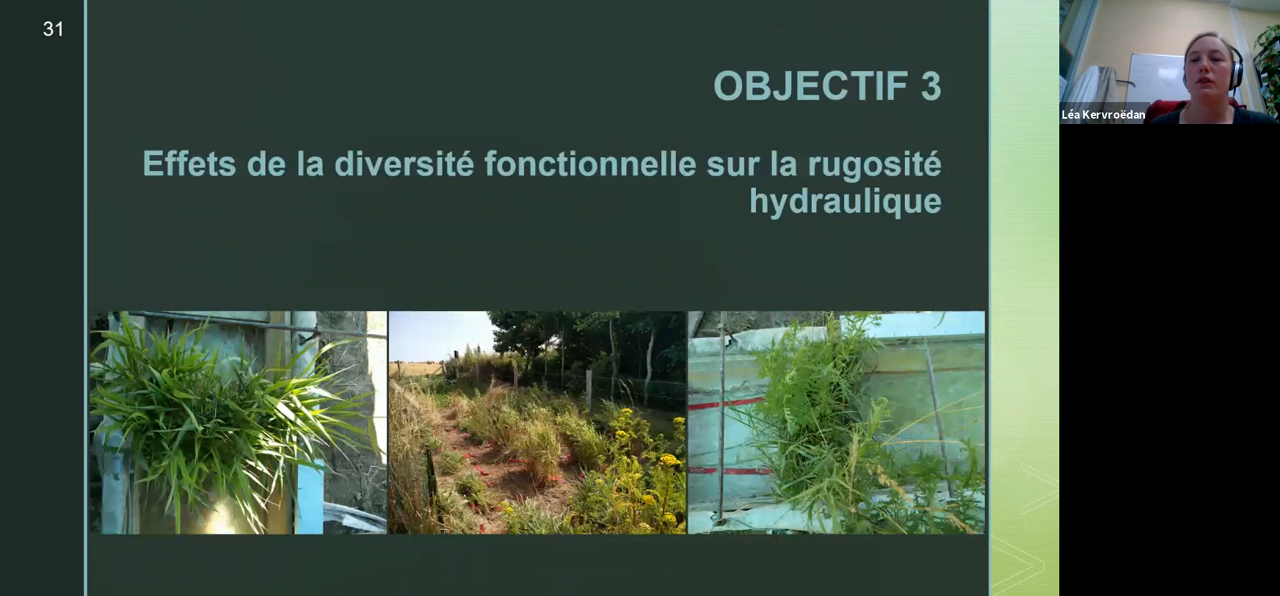 31
OBJECTIF 3
Effets de la diversité fonctionnelle sur la rugosité
hydraulique
Léa Kervroëdan